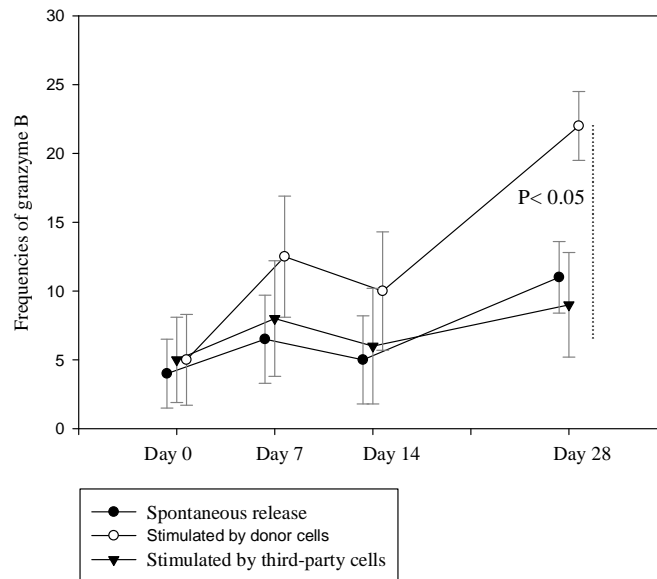 30
25
20
15
10
5
0
Frequencies of granzyme B
P< 0.05
Day 0 Day 7 Day 14 Day 28
Spontaneous release
Stimulated by donor cells
Stimulated by third-party cells